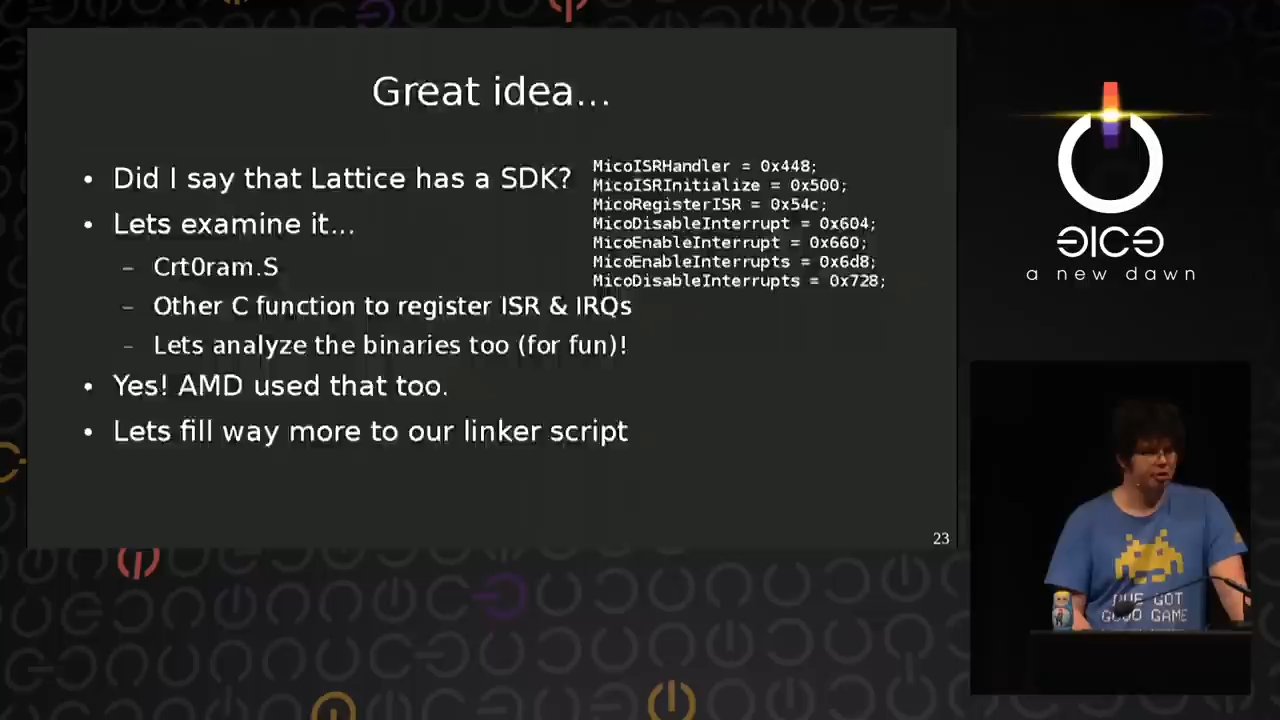 Great idea...
• Did I say that Lattice has a SDK?
• Lets examine it...
– Crt0ram.S
– Other C function to register ISR & IRQs
– Lets analyze the binaries too (for fun)!
• Yes! AMD used that too.
• Lets fill way more to our linker script
MicoISRHandler = 0x448;
MicoISRInitialize = 0x500;
MicoRegisterISR = 0x54c;
MicoDisableInterrupt = 0x604;
MicoEnableInterrupt = 0x660;
MicoEnableInterrupts = 0x6d8;
MicoDisableInterrupts = 0x728;
23
a new dawn
GOT
GAME